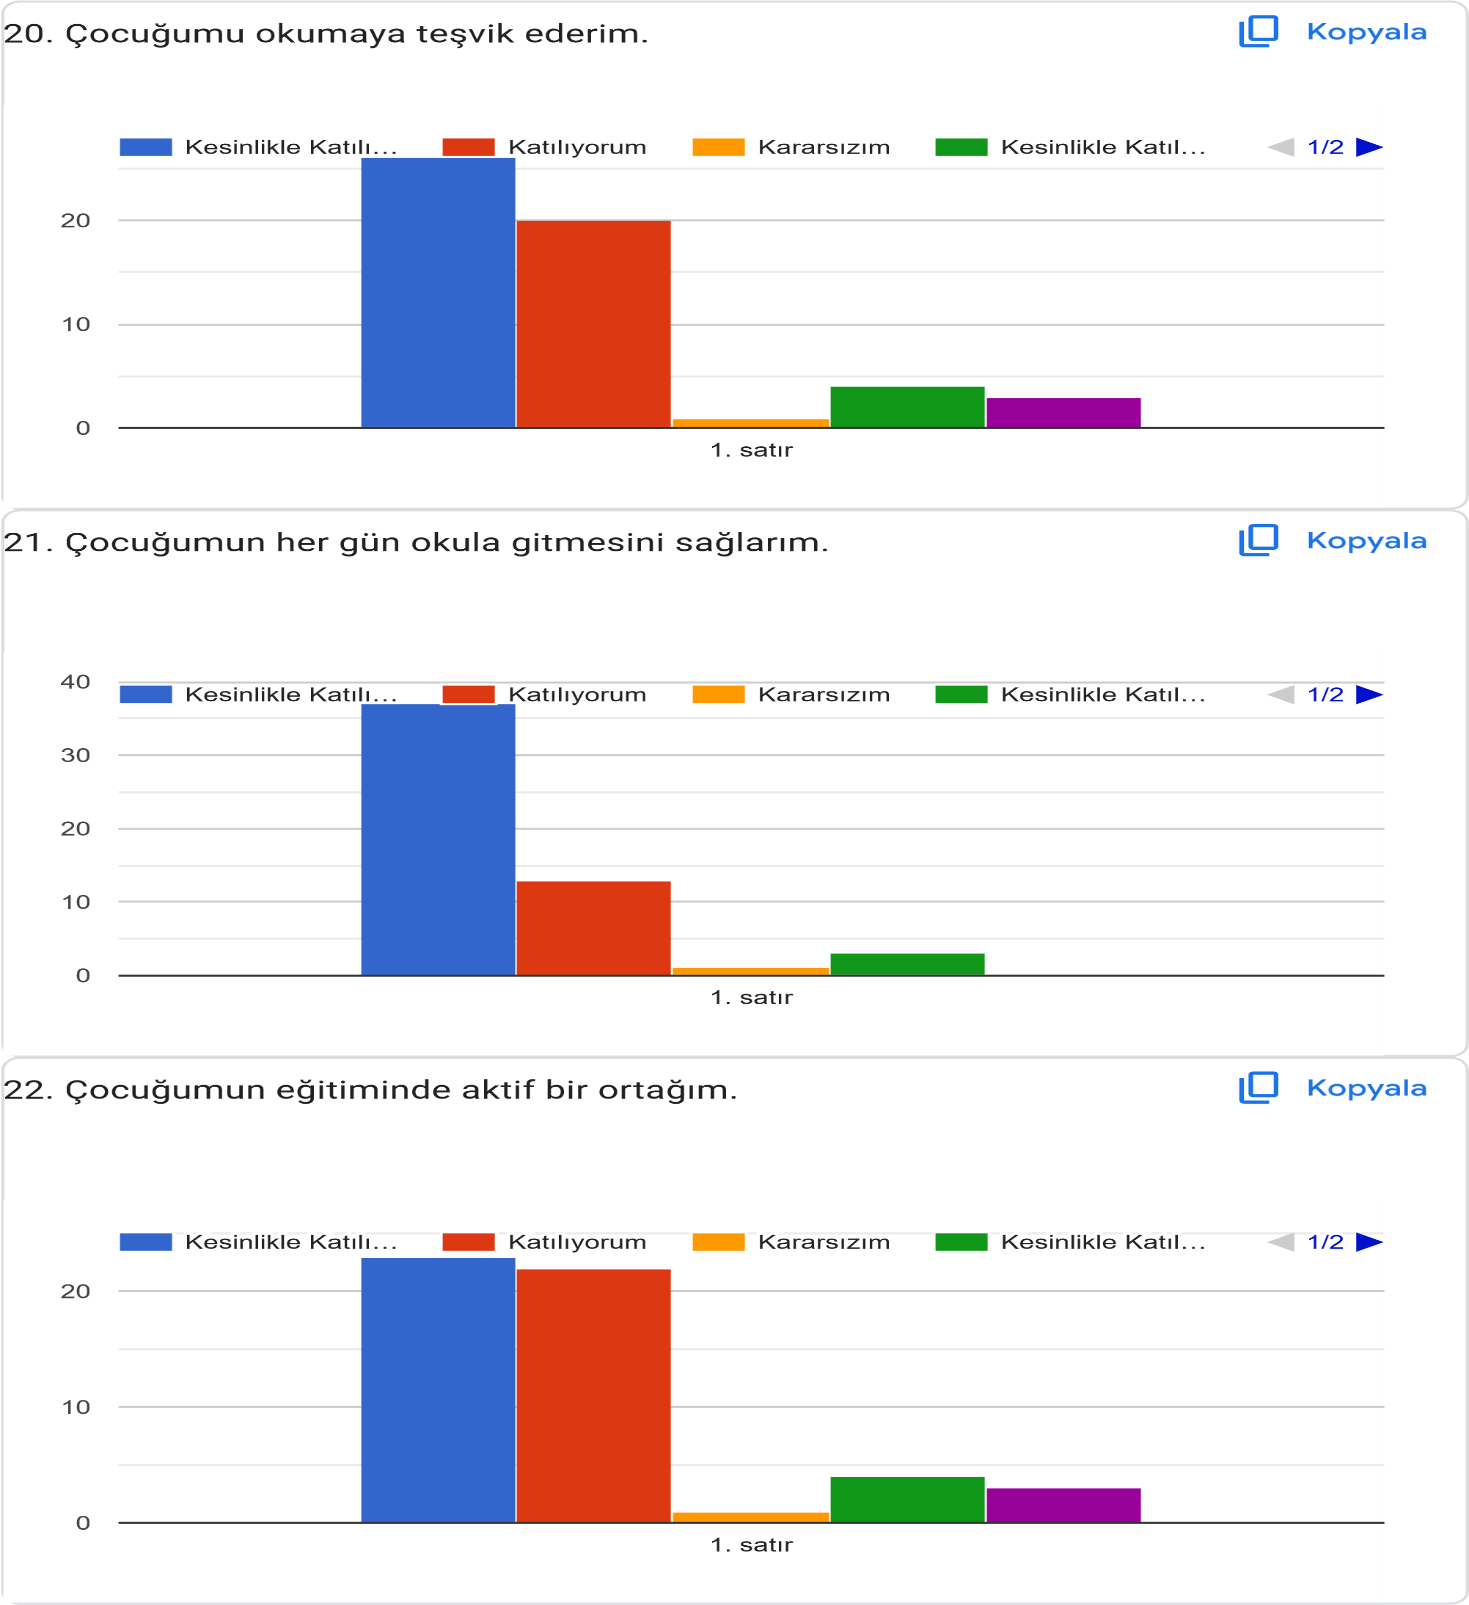 20. Çocuğumu okumaya teşvik ederim.
Kopyala
Kesinlikle Katılı… Katılıyorum Kararsızım Kesinlikle Katıl… 1/2
20
10
0
1. satır
21. Çocuğumun her gün okula gitmesini sağlarım.
Kopyala
40
Kesinlikle Katılı… Katılıyorum Kararsızım Kesinlikle Katıl… 1/2
30
20
10
0
1. satır
22. Çocuğumun eğitiminde aktif bir ortağım.
Kopyala
Kesinlikle Katılı… Katılıyorum Kararsızım Kesinlikle Katıl… 1/2
20
10
0
1. satır